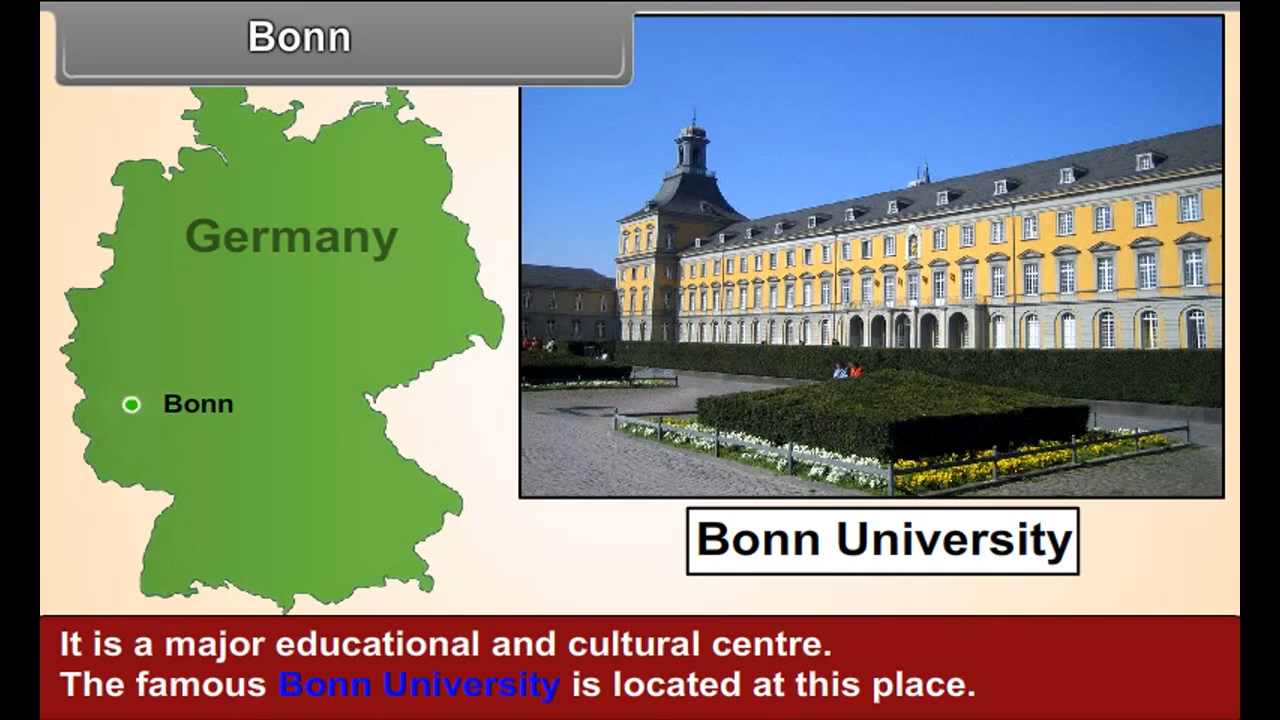 Bonn
Germany
Bonn
Bonn University
It is a major educational and cultural centre.
The famous Bonn University is located at this place.